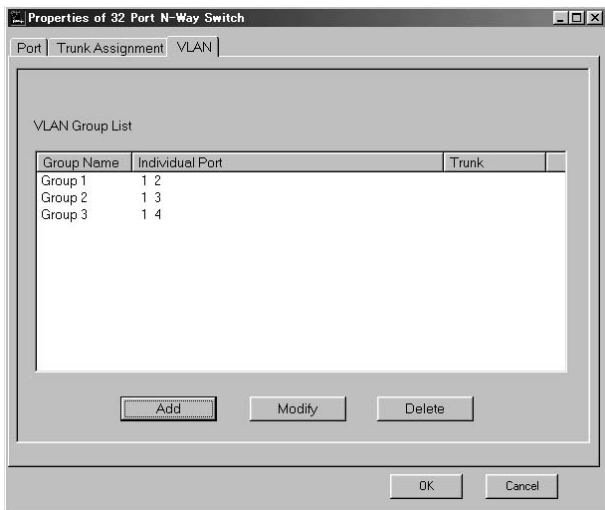 Properties of 32 Port N-Way Switch
Port Trunk Assignment VLAN
VLAN Group List
Group Name Individual Port Trunk
Group 1 1 2
Group 2 1 3
Group 3 1 4
Add Modify Delete
OK Cancel